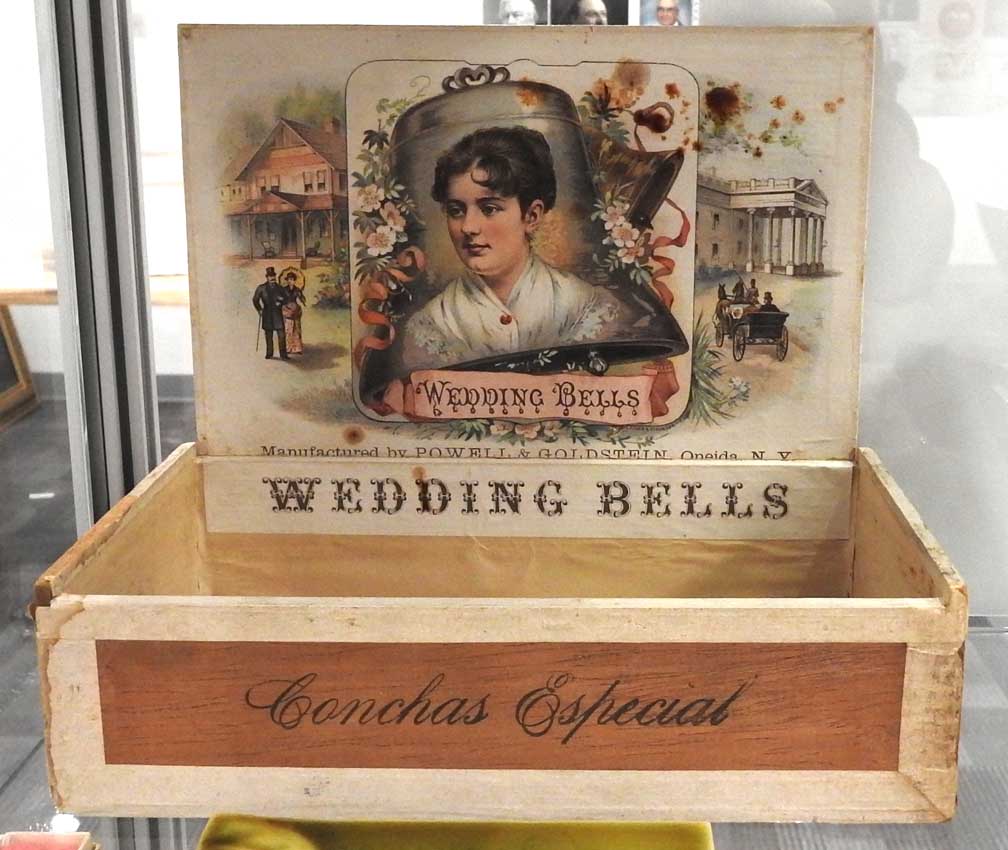 WEDDING BELLS
Manufactured by POWELL & GOLDSTEIN, Oneida, N. Y.
WEDDING BELLS
Conchas Especial